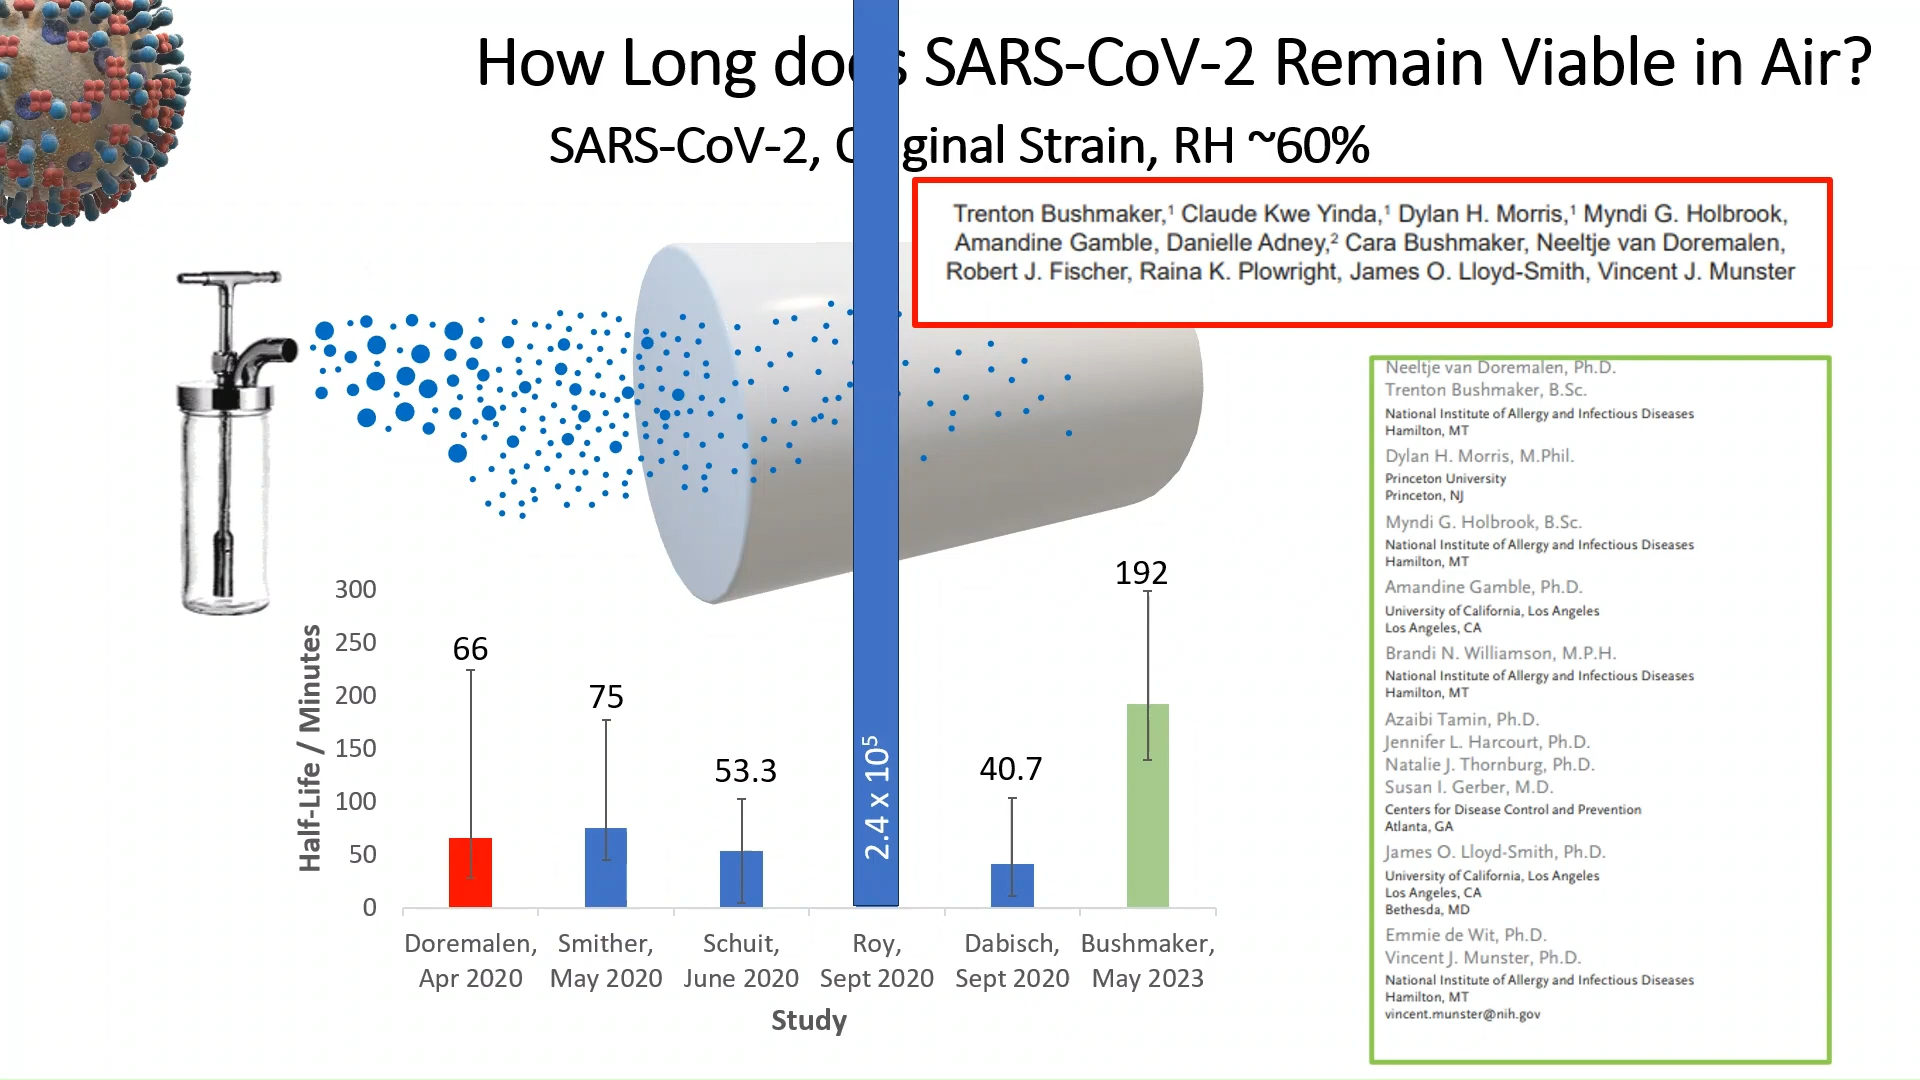 How Long does SARS-CoV-2 Remain Viable in Air?
SARS-CoV-2, Original Strain, RH ~60%
Trenton Bushmaker,¹ Claude Kwe Yinda,¹ Dylan H. Morris,¹ Myndi G. Holbrook,
Amandine Gamble, Danielle Adney,² Cara Bushmaker, Neeltje van Doremalen,
Robert J. Fischer, Raina K. Plowright, James O. Lloyd-Smith, Vincent J. Munster
Neeltje van Doremalen, Ph.D.
Trenton Bushmaker, B.Sc.
National Institute of Allergy and Infectious Diseases
Hamilton, MT
Dylan H. Morris, M.Phil.
Princeton University
Princeton, NJ
Myndi G. Holbrook, B.Sc.
National Institute of Allergy and Infectious Diseases
Hamilton, MT
Amandine Gamble, Ph.D.
University of California, Los Angeles
Los Angeles, CA
Brandi N. Williamson, M.P.H.
National Institute of Allergy and Infectious Diseases
Hamilton, MT
Azaibi Tamin, Ph.D.
Jennifer L. Harcourt, Ph.D.
Natalie J. Thornburg, Ph.D.
Susan I. Gerber, M.D.
Centers for Disease Control and Prevention
Atlanta, GA
James O. Lloyd-Smith, Ph.D.
University of California, Los Angeles
Los Angeles, CA
Bethesda, MD
Emmie de Wit, Ph.D.
Vincent J. Munster, Ph.D.
National Institute of Allergy and Infectious Diseases
Hamilton, MT
vincent.munster@nih.gov
Half-Life / Minutes
300
250
200
150
100
50
0
66
75
53.3
2.4 x 10⁵
40.7
192
Doremalen,
Apr 2020
Smither,
May 2020
Schuit,
June 2020
Roy,
Sept 2020
Dabisch,
Sept 2020
Bushmaker,
May 2023
Study